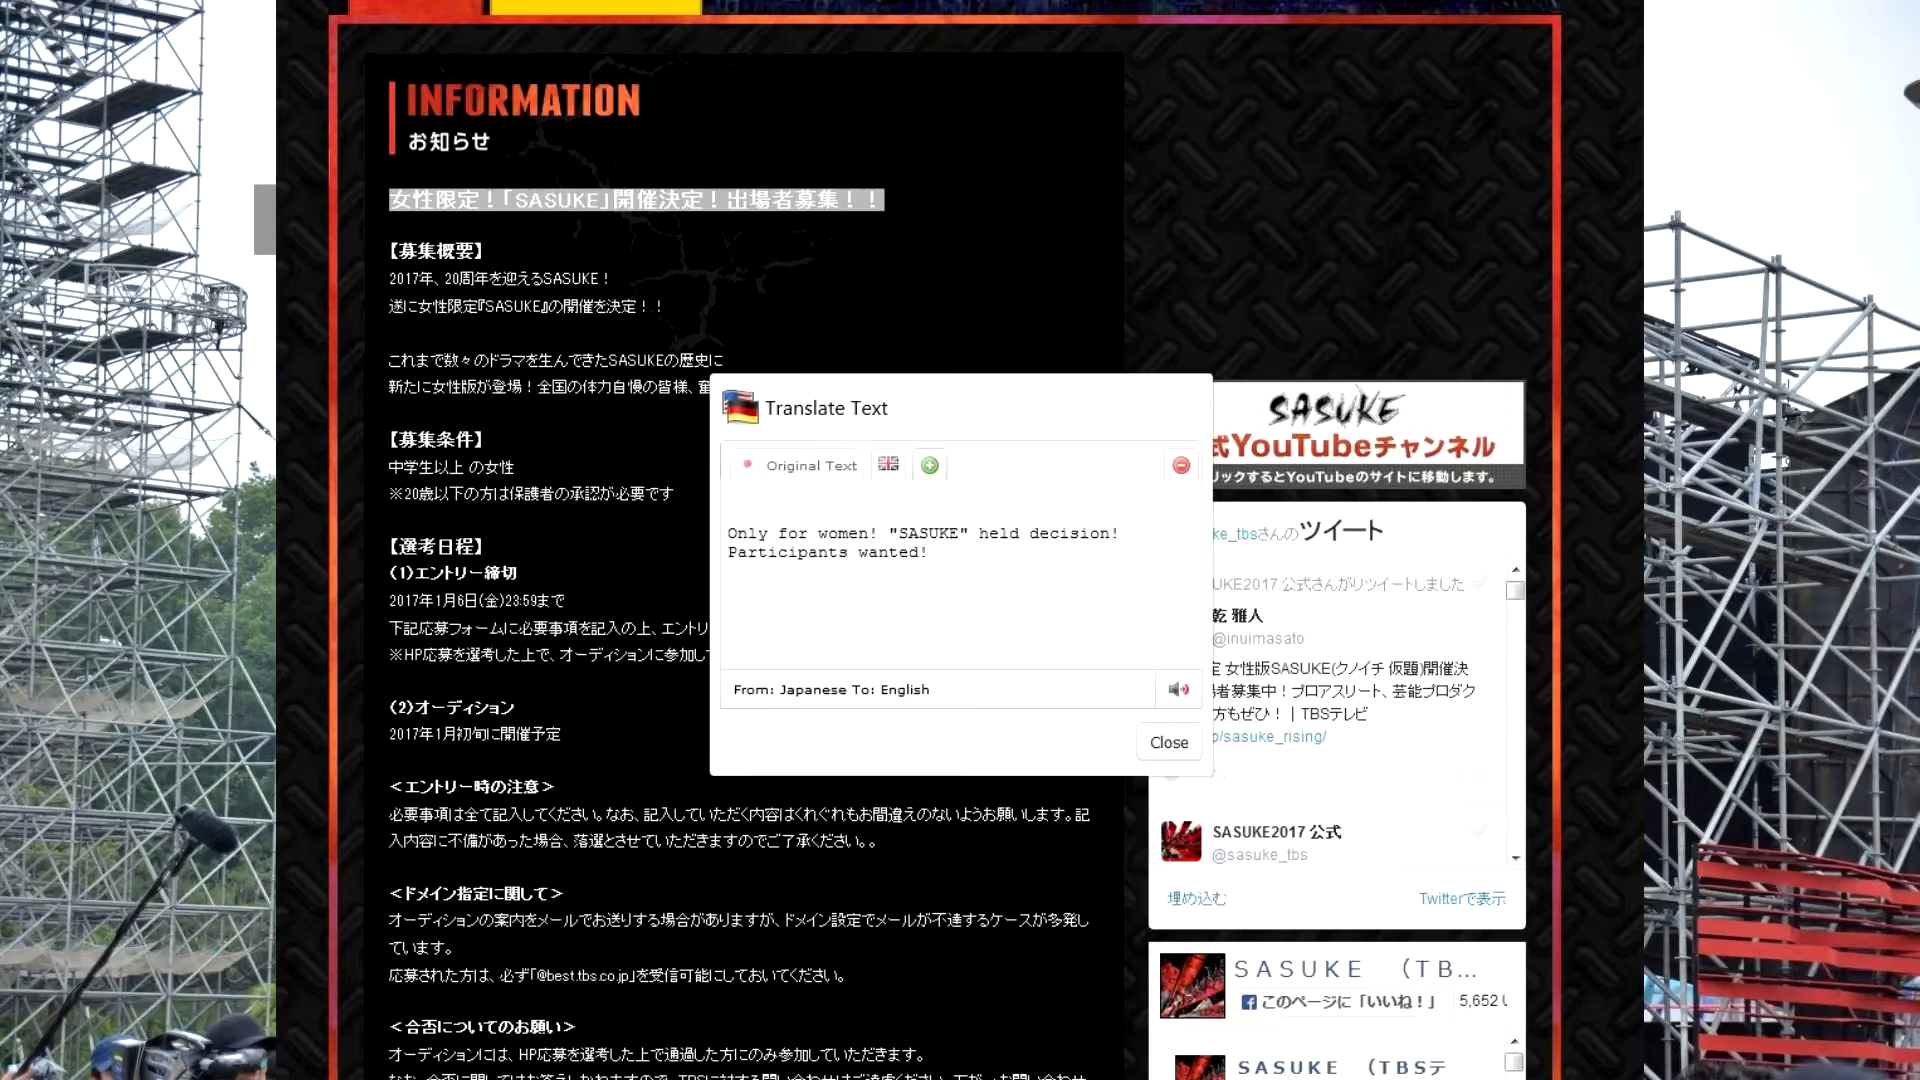 INFORMATION
お知らせ
女性限定！「SASUKE」開催決定！出場者募集！！
【募集概要】
2017年、20周年を迎えるSASUKE！
遂に女性限定『SASUKE』の開催を決定！！
これまで数々のドラマを生んできたSASUKEの歴史に
新たに女性版が登場！全国の体力自慢の皆様、奮
【募集条件】
中学生以上 の女性
※20歳以下の方は保護者の承認が必要です
【選考日程】
（1）エントリー締切
2017年1月6日(金)23:59まで
下記応募フォームに必要事項を記入の上、エントリ
※HP応募を選考した上で、オーディションに参加し
（2）オーディション
2017年1月初旬に開催予定
＜エントリー時の注意＞
必要事項は全て記入してください。なお、記入していただく内容はくれぐれもお間違えのないようお願いします。記
入内容に不備があった場合、落選とさせていただきますのでご了承ください。。
＜ドメイン指定に関して＞
オーディションの案内をメールでお送りする場合がありますが、ドメイン設定でメールが不達するケースが多発し
ています。
応募された方は、必ず「@best.tbs.co.jp」を受信可能にしておいてください。
＜合否についてのお願い＞
オーディションには、HP応募を選考した上で通過した方にのみ参加していただきます。
Translate Text
Original Text
Only for women! "SASUKE" held decision!
Participants wanted!
From: Japanese To: English
Close
SASUKE
式YouTubeチャンネル
リックするとYouTubeのサイトに移動します。
ke_tbsさんのツイート
UKE2017 公式さんがリツイートしました
乾 雅人
@inuimasato
定 女性版SASUKE(クノイチ 仮題)開催決
場者募集中！プロアスリート、芸能プロダク
方もぜひ！ | TBSテレビ
p/sasuke_rising/
SASUKE2017 公式
@sasuke_tbs
埋め込む
Twitterで表示
SASUKE （TB...
このページに「いいね！」 5,652
SASUKE （TBSテ